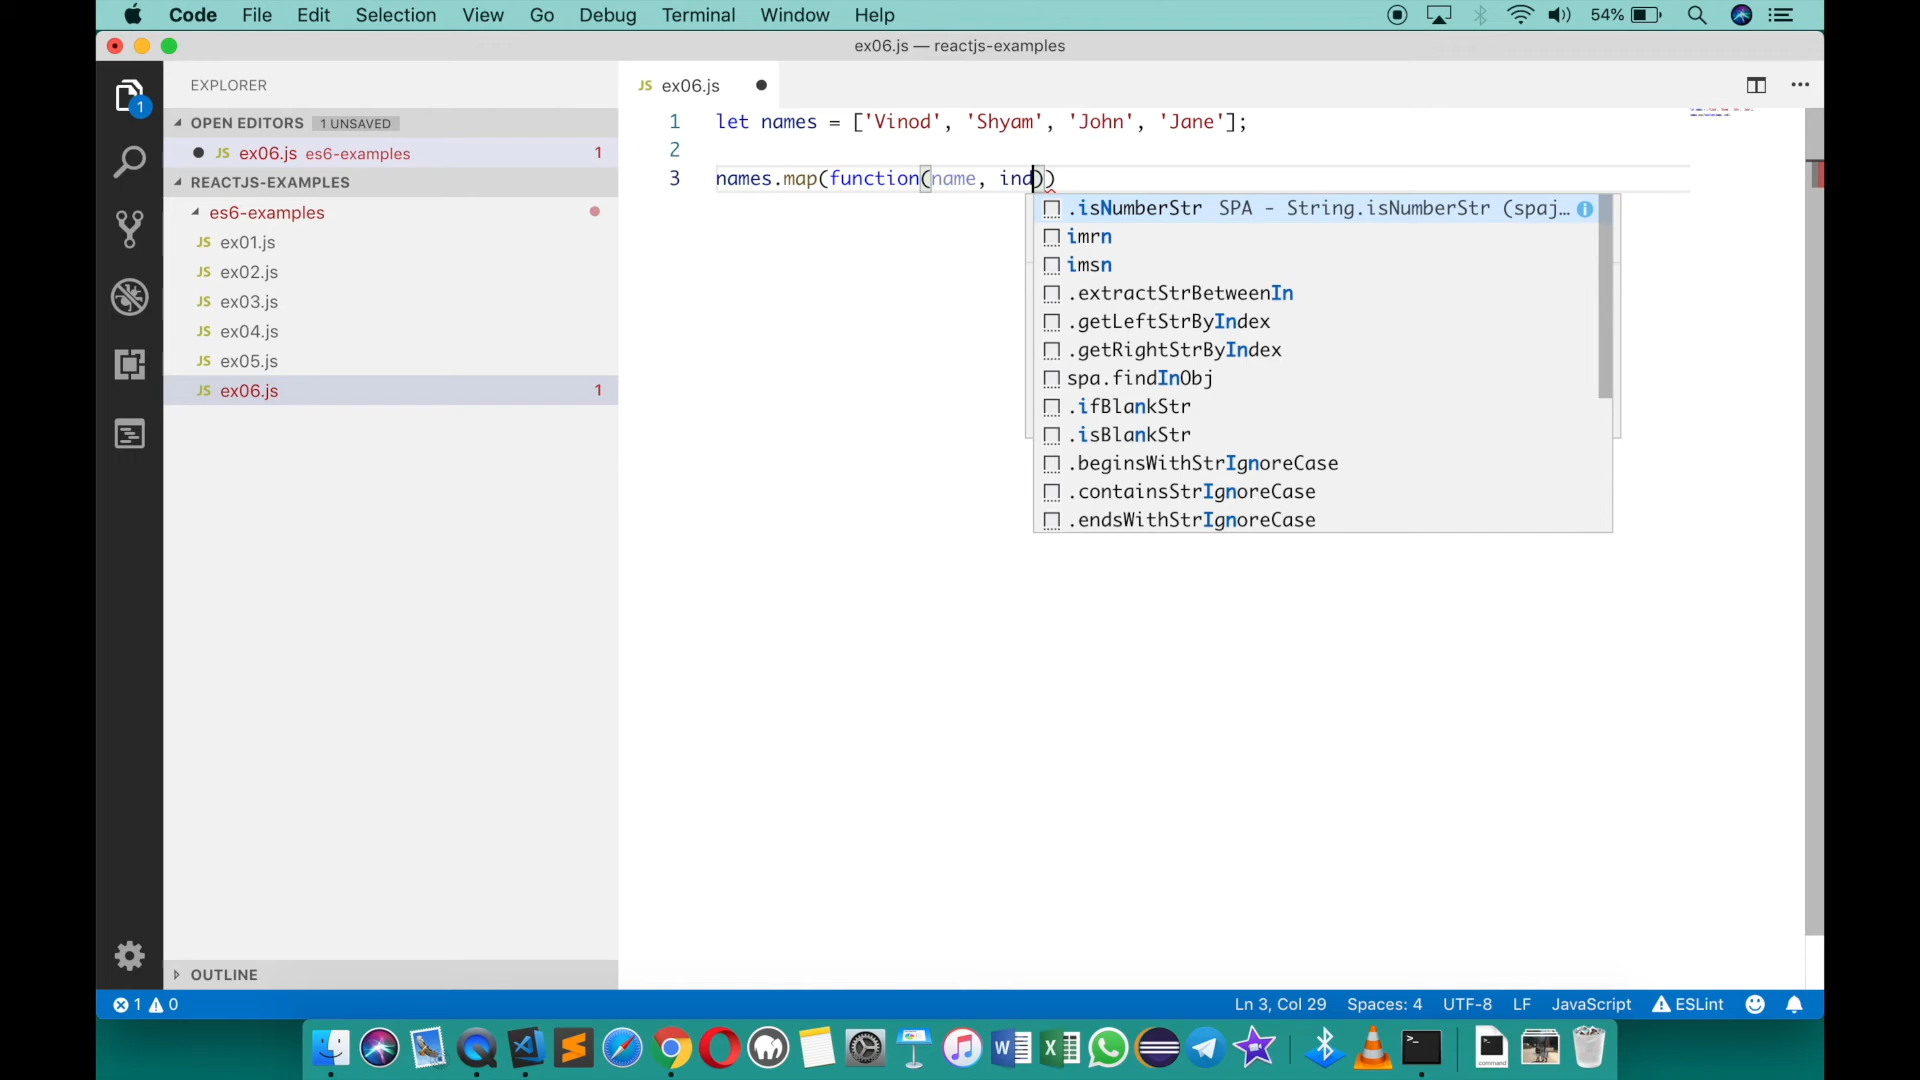 Code File Edit Selection View Go Debug Terminal Window Help 54%
ex06.js — reactjs-examples
EXPLORER
JS ex06.js
OPEN EDITORS 1 UNSAVED
JS ex06.js es6-examples 1
REACTJS-EXAMPLES
es6-examples
JS ex01.js
JS ex02.js
JS ex03.js
JS ex04.js
JS ex05.js
JS ex06.js 1
OUTLINE
1
1 let names = ['Vinod', 'Shyam', 'John', 'Jane'];
2
3 names.map(function(name, ind))
.isNumberStr SPA - String.isNumberStr (spaj…
imrn
imsn
.extractStrBetweenIn
.getLeftStrByIndex
.getRightStrByIndex
spa.findInObj
.ifBlankStr
.isBlankStr
.beginsWithStrIgnoreCase
.containsStrIgnoreCase
.endsWithStrIgnoreCase
1 0 Ln 3, Col 29 Spaces: 4 UTF-8 LF JavaScript ESLint